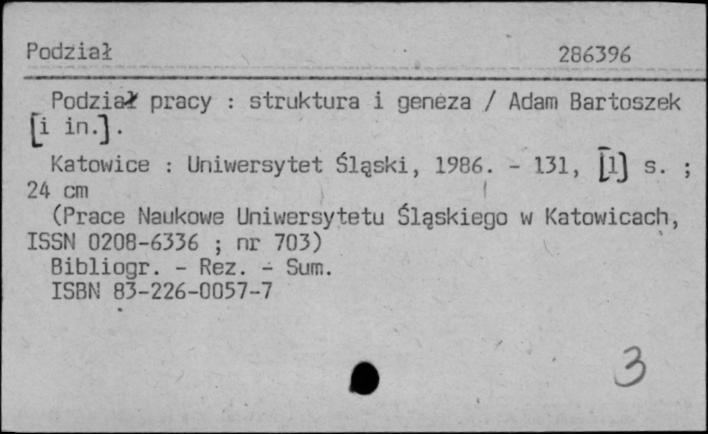 Podział 286396
Podział pracy : struktura i geneza / Adam Bartoszek
[i in.].
Katowice : Uniwersytet Śląski, 1986. - 131, [1] s. ;
24 cm
(Prace Naukowe Uniwersytetu Śląskiego w Katowicach,
ISSN 0208-6336 ; nr 703)
Bibliogr. - Rez. - Sum.
ISBN 83-226-0057-7
3